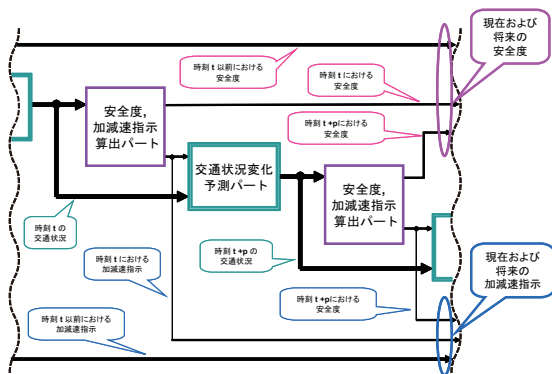 時刻 t 以前における
安全度
時刻 t における
安全度
現在および
将来の
安全度
安全度,
加減速指示
算出パート
時刻 t +pにおける
安全度
交通状況変化
予測パート
安全度,
加減速指示
算出パート
時刻 t の
交通状況
時刻 t における
加減速指示
時刻 t +p の
交通状況
現在および
将来の
加減速指示
時刻 t +pにおける
安全度
時刻 t 以前における
加減速指示